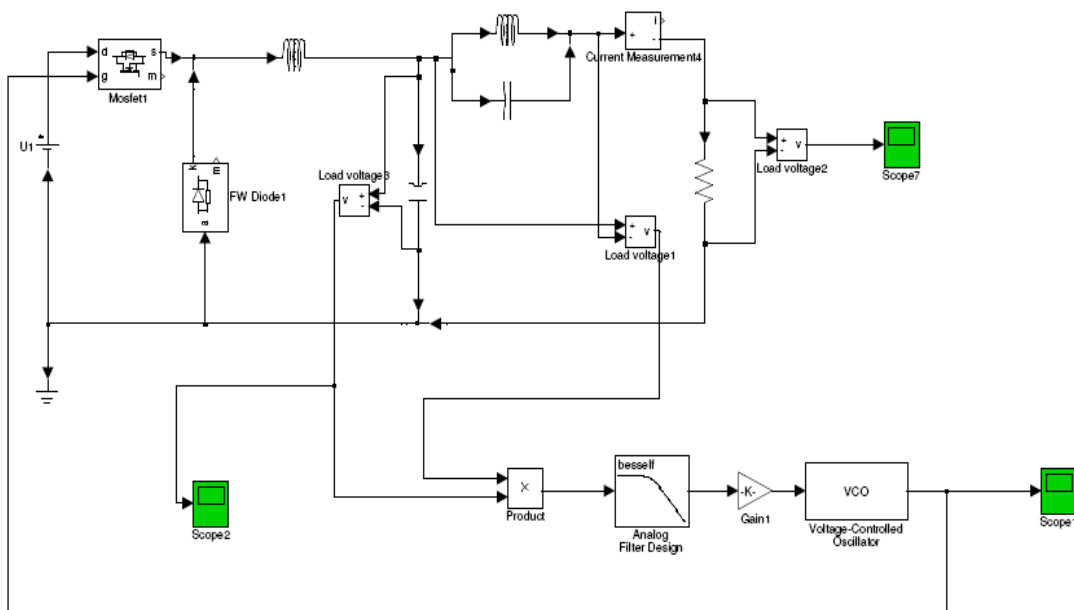 i
+
-
Current Measurement4
d
s
g
m
Mosfet1
U1
+
+
-
v
Load voltage2
Scope7
k
m
a
FW Diode1
Load voltage3
v
+
-
+
-
v
Load voltage1
besself
X
Product
Analog
Filter Design
-K-
Gain1
VCO
Voltage-Controlled
Oscillator
Scope2
Scope1